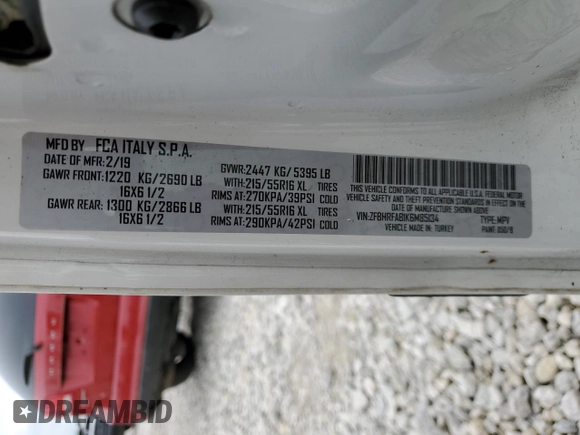 MFD BY FCA ITALY S.P.A.
DATE OF MFR: 2/19 GVWR: 2447 KG/5395 LB
GAWR FRONT: 1220 KG/2690 LB WITH: 215/55R16 XL TIRES
16X6 1/2 RIMS AT: 270KPA/39PSI COLD
GAWR REAR: 1300 KG/2866 LB WITH: 215/55R16 XL TIRES
16X6 1/2 RIMS AT: 290KPA/42PSI COLD
THIS VEHICLE CONFORMS TO ALL APPLICABLE U.S.A. FEDERAL MOTOR
VEHICLE SAFETY AND THEFT PREVENTION STANDARDS IN EFFECT ON THE
DATE OF MANUFACTURE SHOWN ABOVE
VIN: ZFBHRFAB1K6M85134 TYPE: MPV
VEHICLE MADE IN: TURKEY PAINT: 050/B
DREAMBID